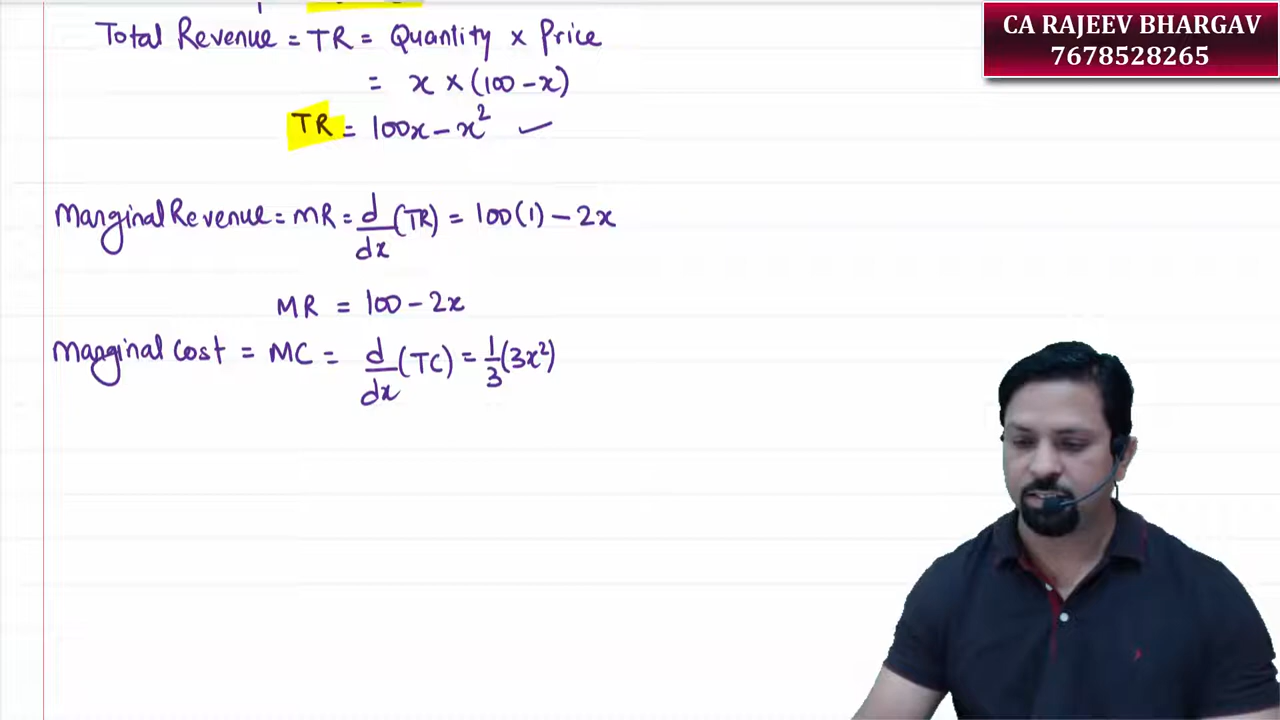 CA RAJEEV BHARGAV
7678528265
Total Revenue = TR = Quantity × Price
= x × (100 - x)
TR = 100x - x² ✓
Marginal Revenue = MR = d/dx (TR) = 100(1) - 2x
MR = 100 - 2x
Marginal Cost = MC = d/dx (TC) = 1/3 (3x²)